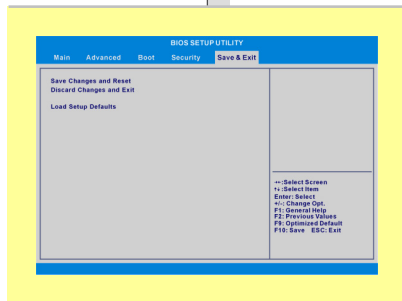 BIOS SETUP UTILITY
Main Advanced Boot Security Save & Exit
Save Changes and Reset
Discard Changes and Exit
Load Setup Defaults
→←:Select Screen
↑↓:Select Item
Enter: Select
+/-: Change Opt.
F1: General Help
F2: Previous Values
F9: Optimized Default
F10: Save ESC: Exit